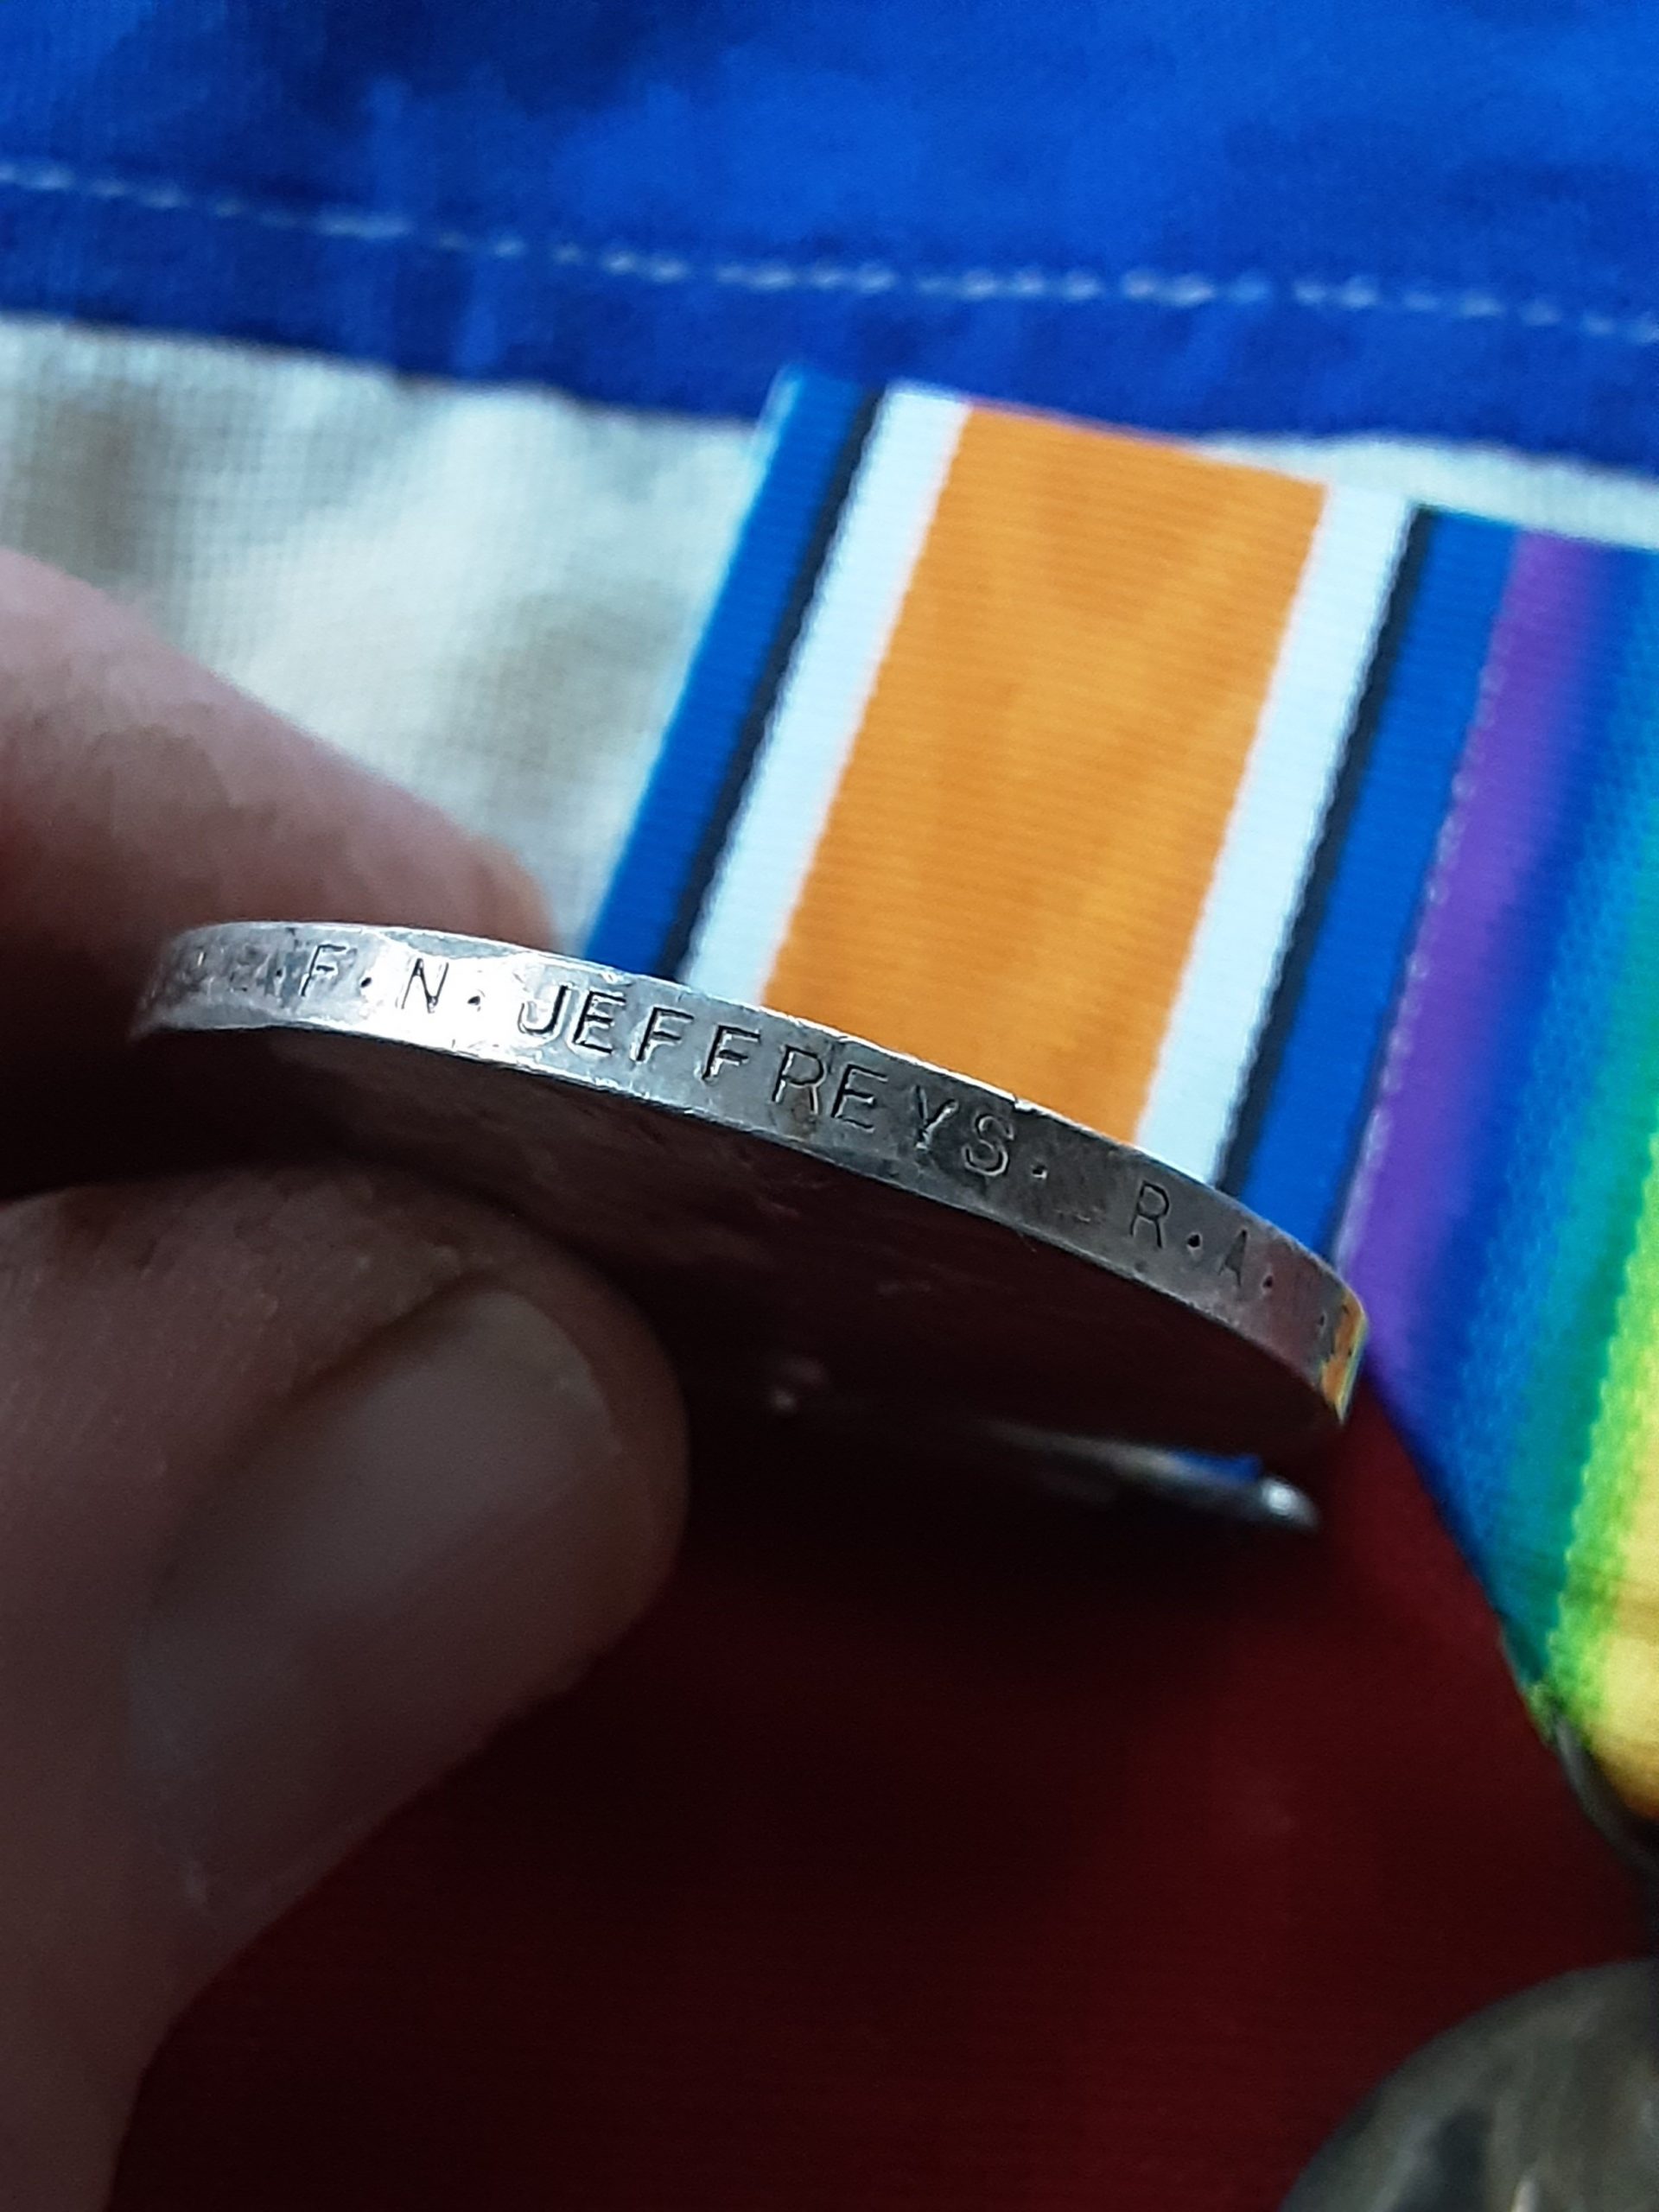 F. N. JEFFREYS. R. A.